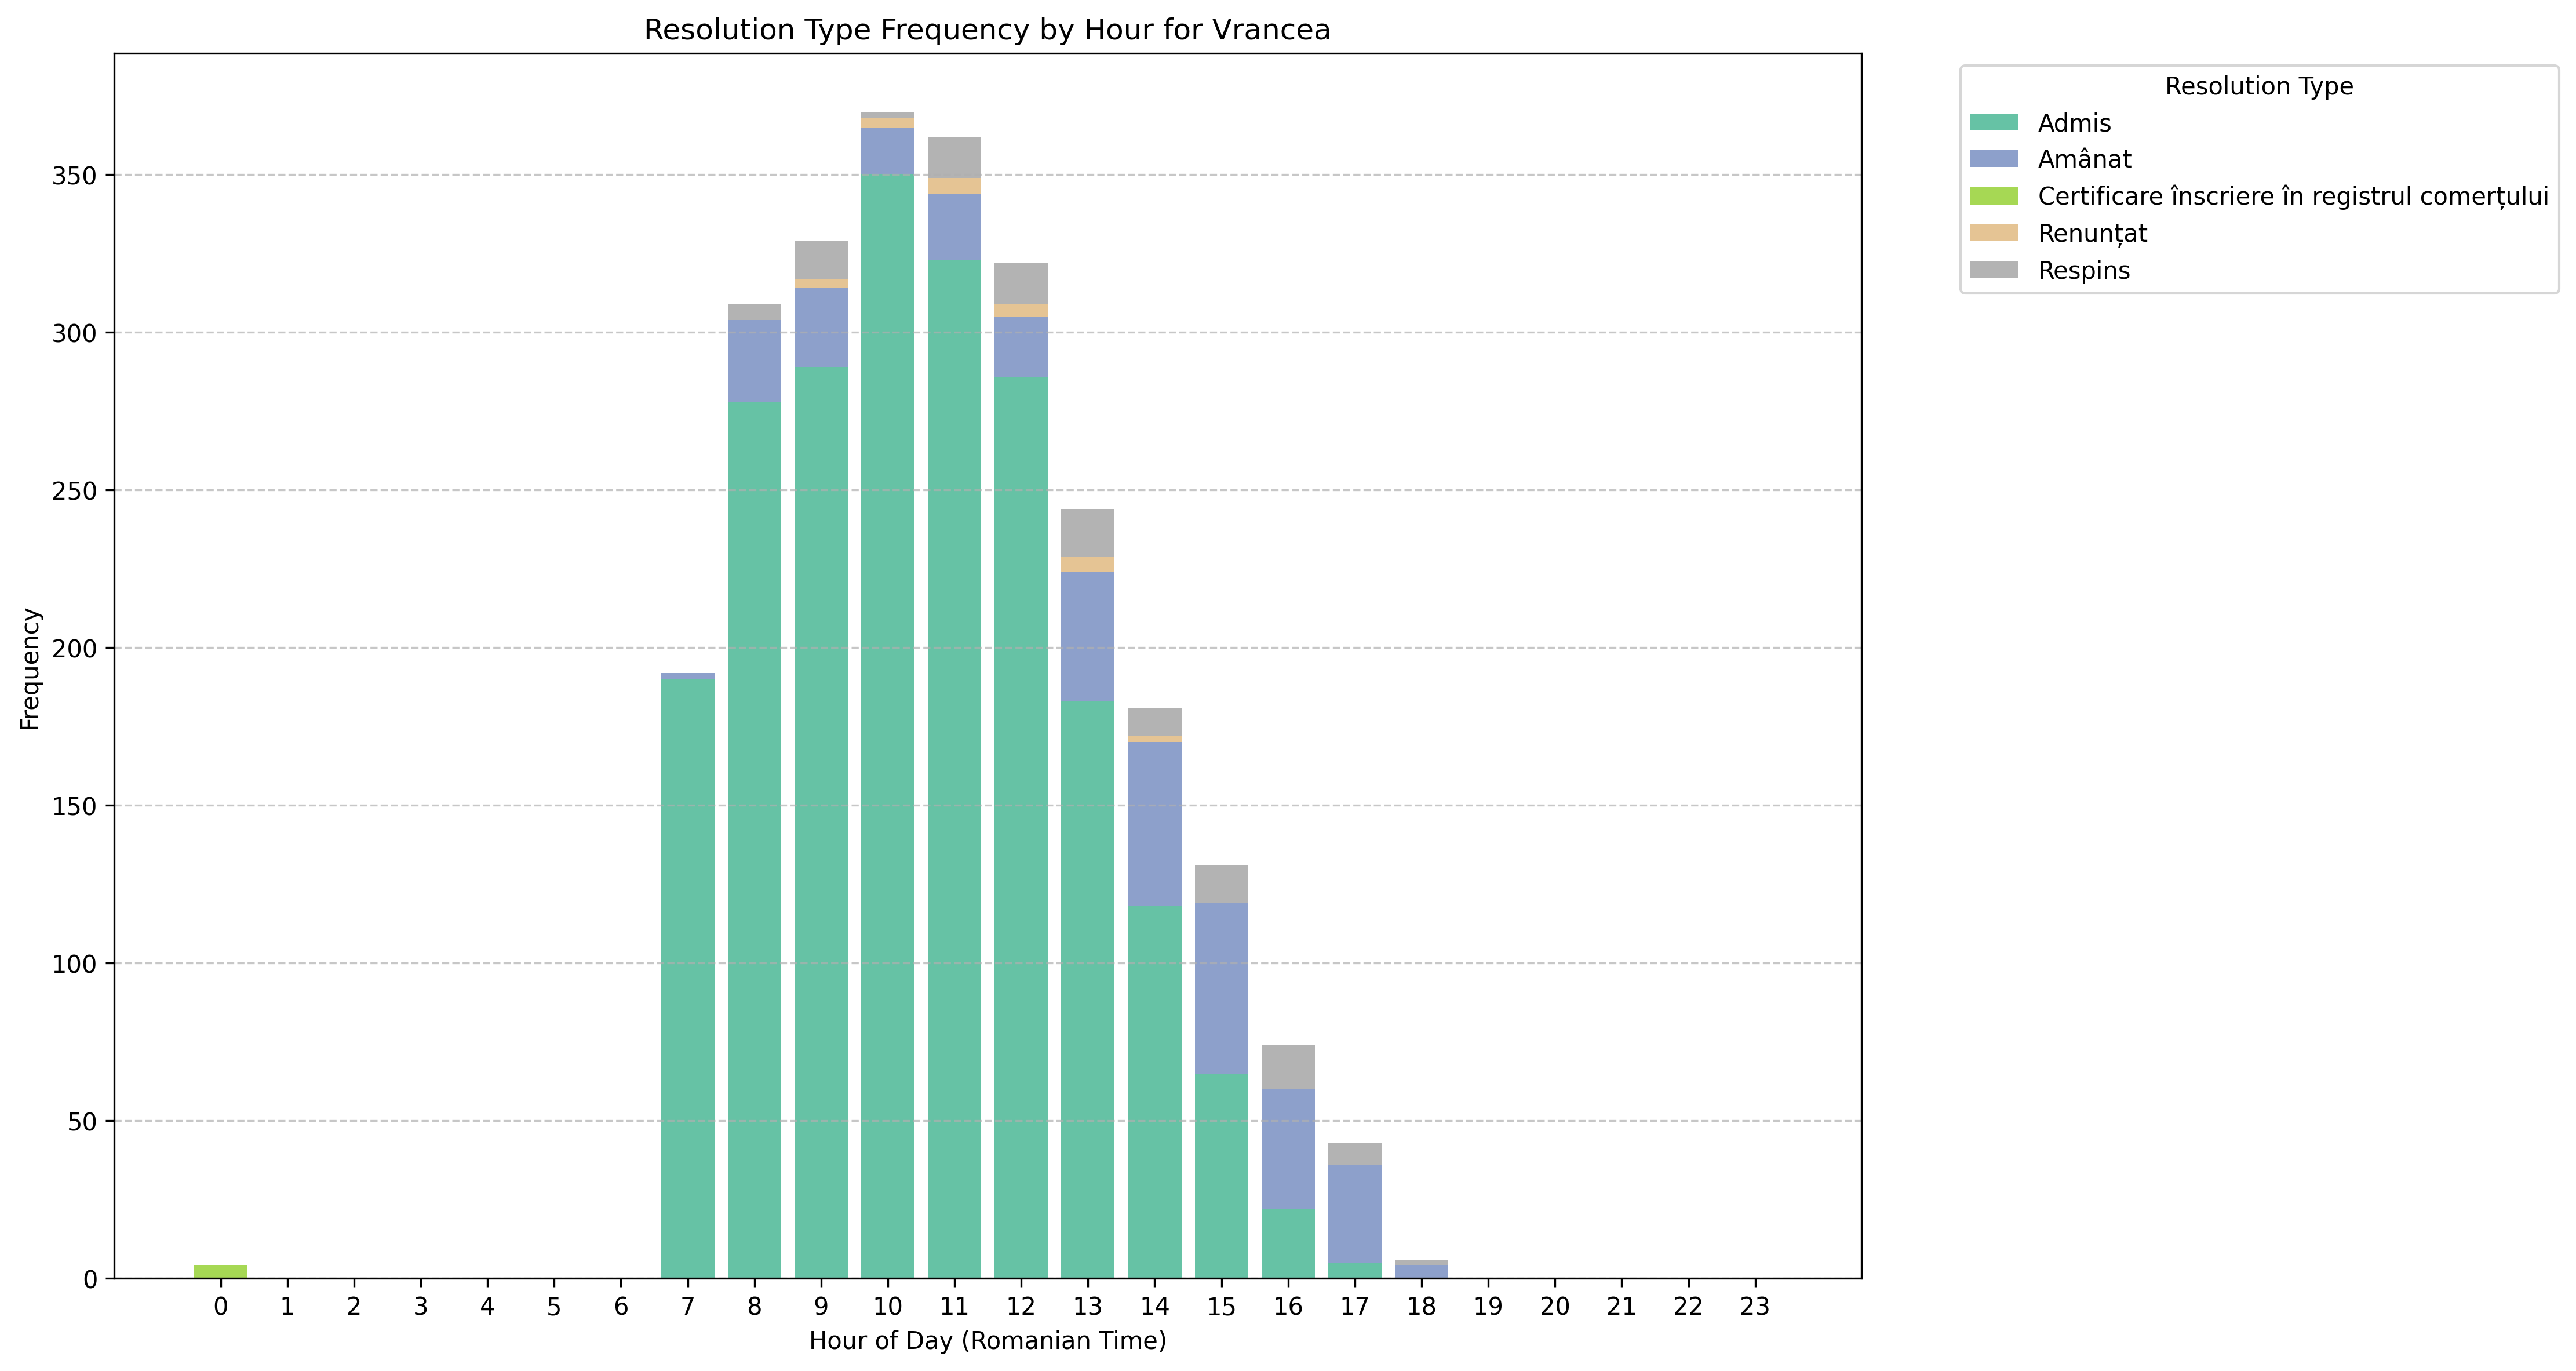 Resolution Type Frequency by Hour for Vrancea
Resolution Type
Admis
Amânat
Certificare înscriere în registrul comerțului
Renunțat
Respins
Frequency
350
300
250
200
150
100
50
0
0 1 2 3 4 5 6 7 8 9 10 11 12 13 14 15 16 17 18 19 20 21 22 23
Hour of Day (Romanian Time)